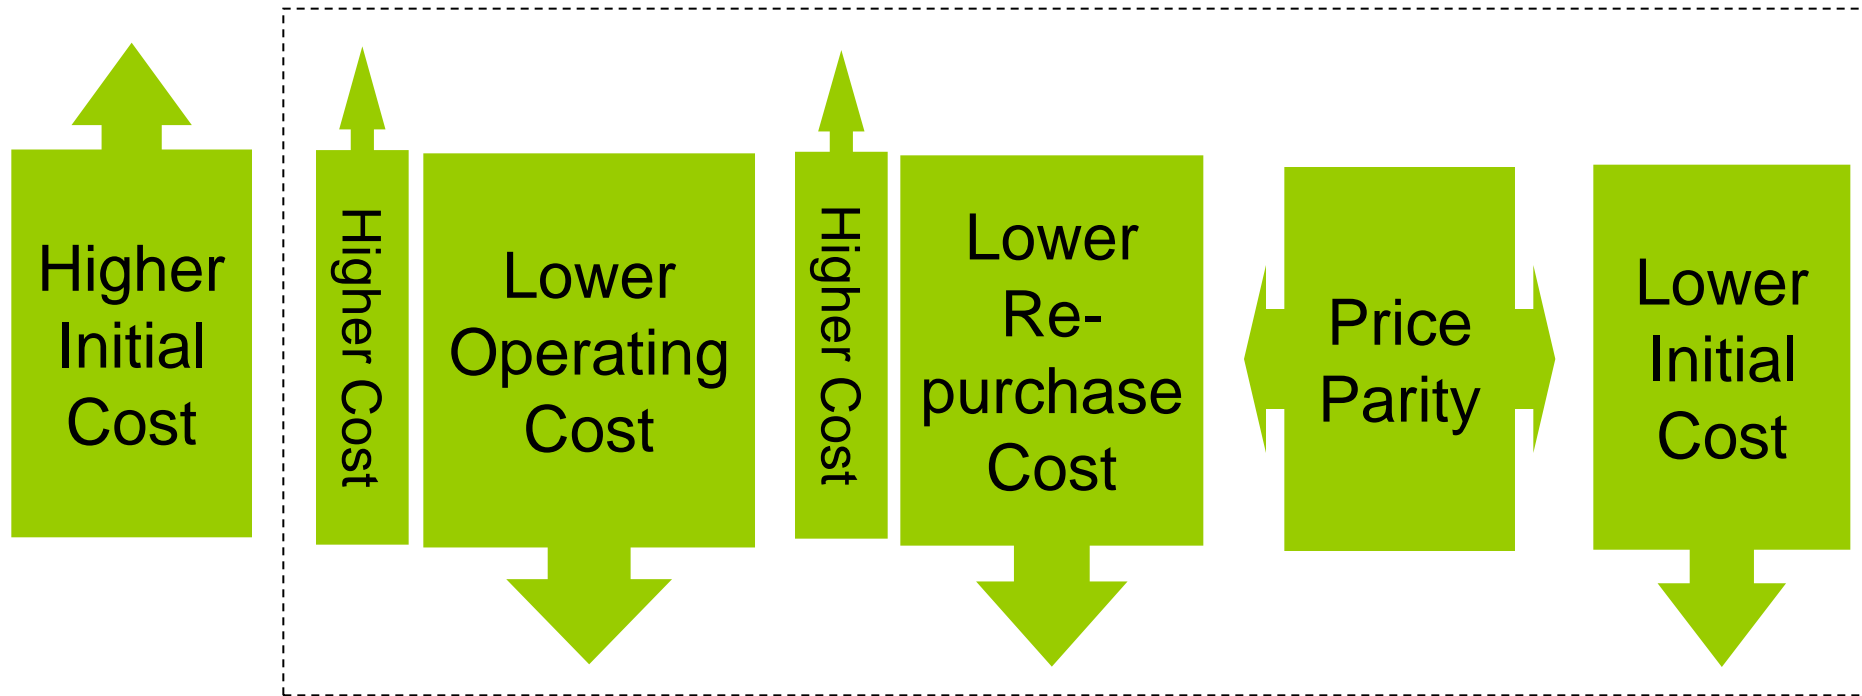 Higher
Initial
Cost
Higher Cost
Lower
Operating
Cost
Higher Cost
Lower
Re-
purchase
Cost
Price
Parity
Lower
Initial
Cost